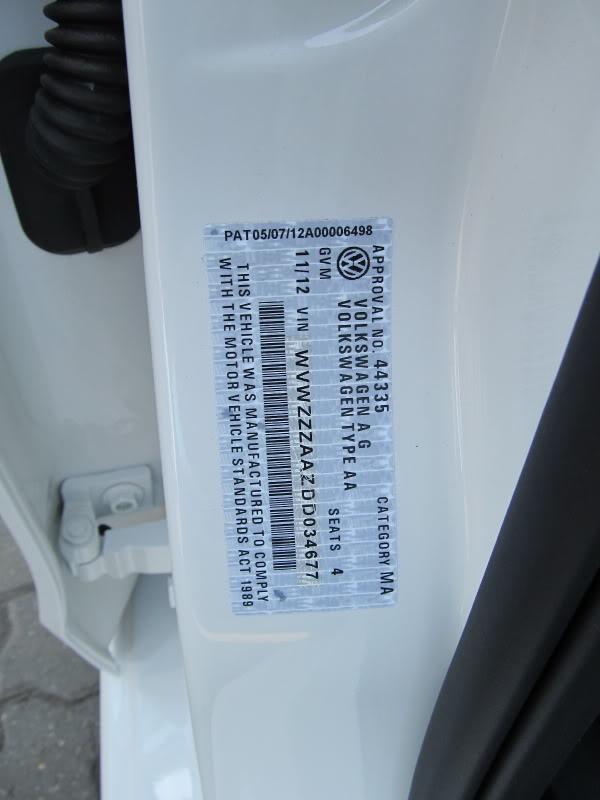 PAT05/07/12A00006498
APPROVAL NO. 44335 CATEGORY MA
VOLKSWAGEN A G
VOLKSWAGEN TYPE AA
GVM SEATS 4
11/12 VIN WVWZZZAAZDD034677
THIS VEHICLE WAS MANUFACTURED TO COMPLY
WITH THE MOTOR VEHICLE STANDARDS ACT 1989